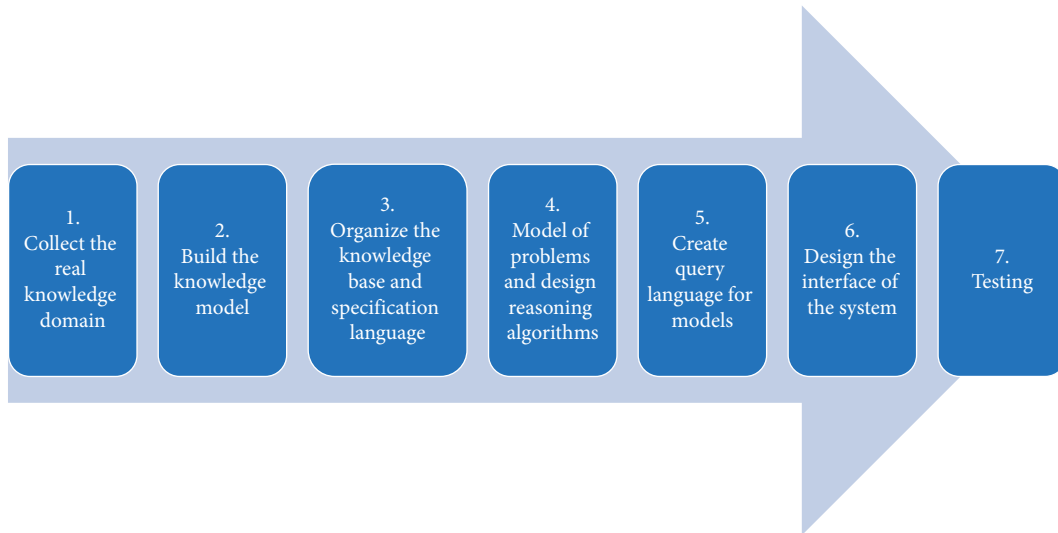 1.
Collect the
real
knowledge
domain
2.
Build the
knowledge
model
3.
Organize the
knowledge
base and
specification
language
4.
Model of
problems
and design
reasoning
algorithms
5.
Create
query
language for
models
6.
Design the
interface of
the system
7.
Testing